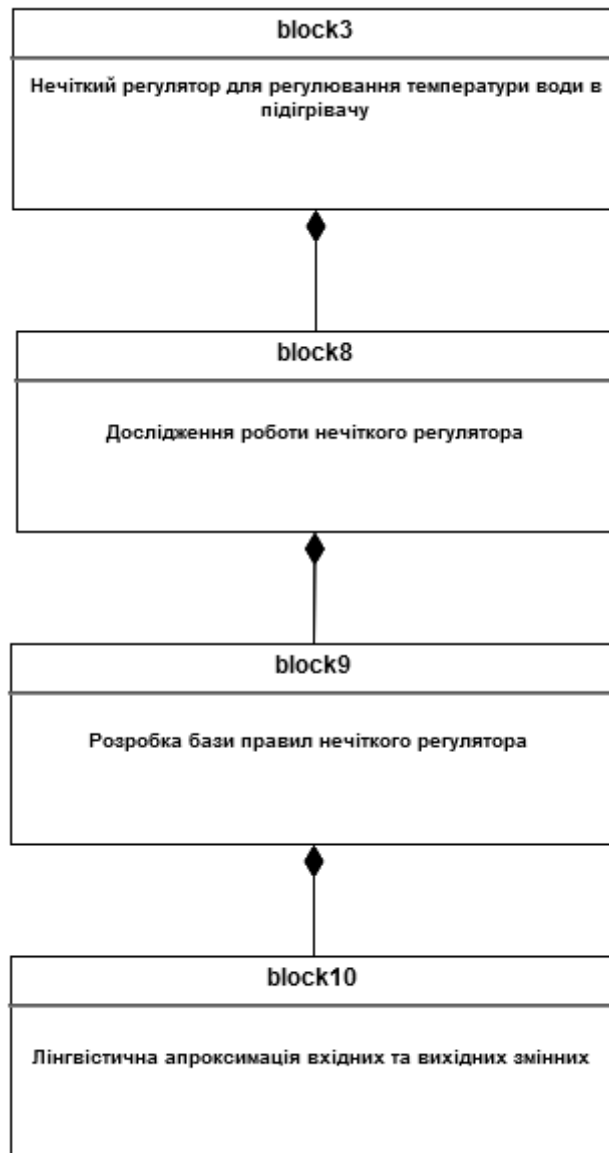 block3
Нечіткий регулятор для регулювання температури води в
підігрівачу
block8
Дослідження роботи нечіткого регулятора
block9
Розробка бази правил нечіткого регулятора
block10
Лінгвістична апроксимація вхідних та вихідних змінних